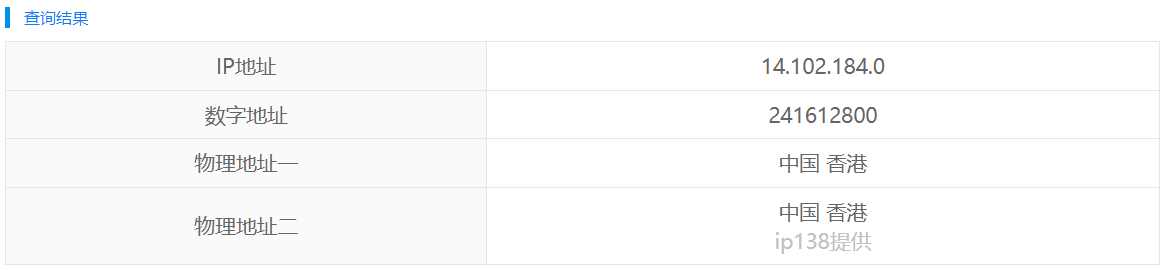 查询结果
IP地址 14.102.184.0
数字地址 241612800
物理地址一 中国 香港
物理地址二 中国 香港
ip138提供